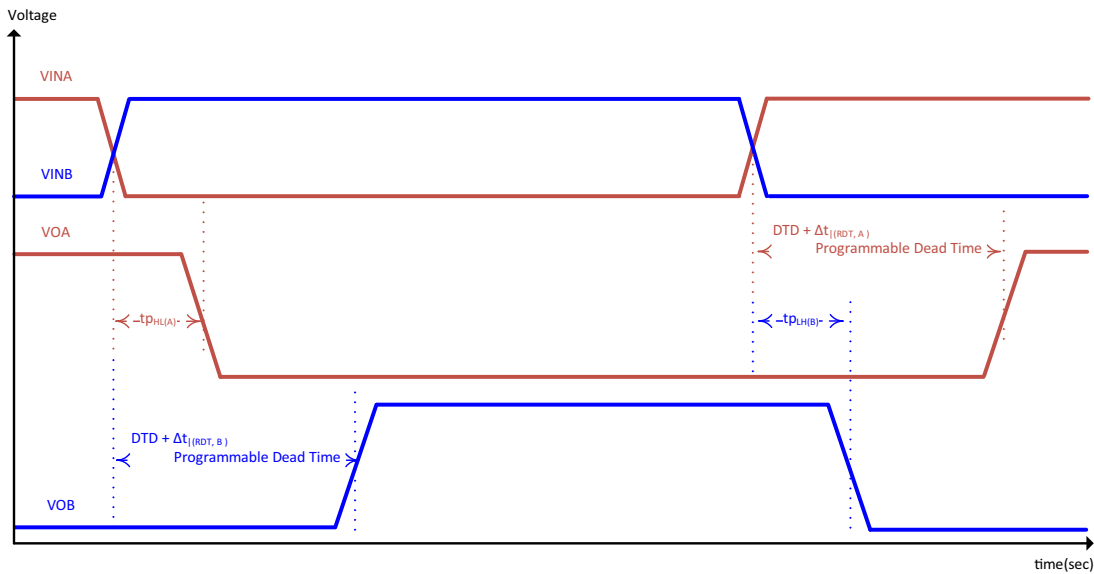 Voltage
VINA
VINB
VOA
DTD + Δt|(RDT, A )
Programmable Dead Time
tpHL(A)
tpLH(B)
DTD + Δt|(RDT, B )
Programmable Dead Time
VOB
time(sec)